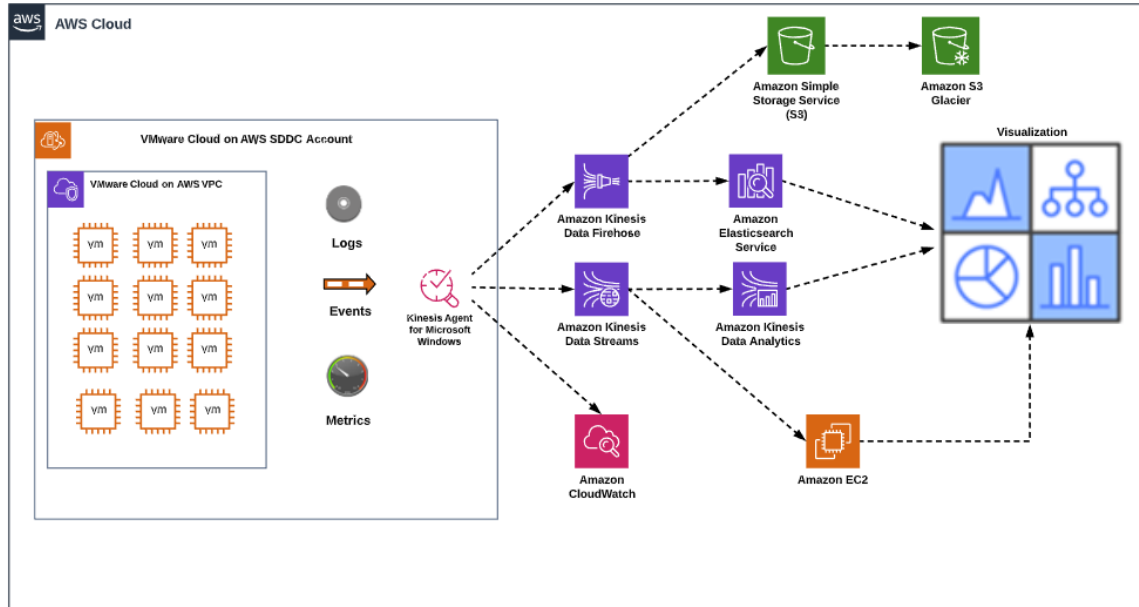 aws
AWS Cloud
Amazon Simple
Storage Service
(S3)
Amazon S3
Glacier
VMware Cloud on AWS SDDC Account
Visualization
VMware Cloud on AWS VPC
vm vm vm
vm vm vm
vm vm vm
vm vm vm
Logs
Events
Metrics
Kinesis Agent
for Microsoft
Windows
Amazon Kinesis
Data Firehose
Amazon
Elasticsearch
Service
Amazon Kinesis
Data Streams
Amazon Kinesis
Data Analytics
Amazon
CloudWatch
Amazon EC2